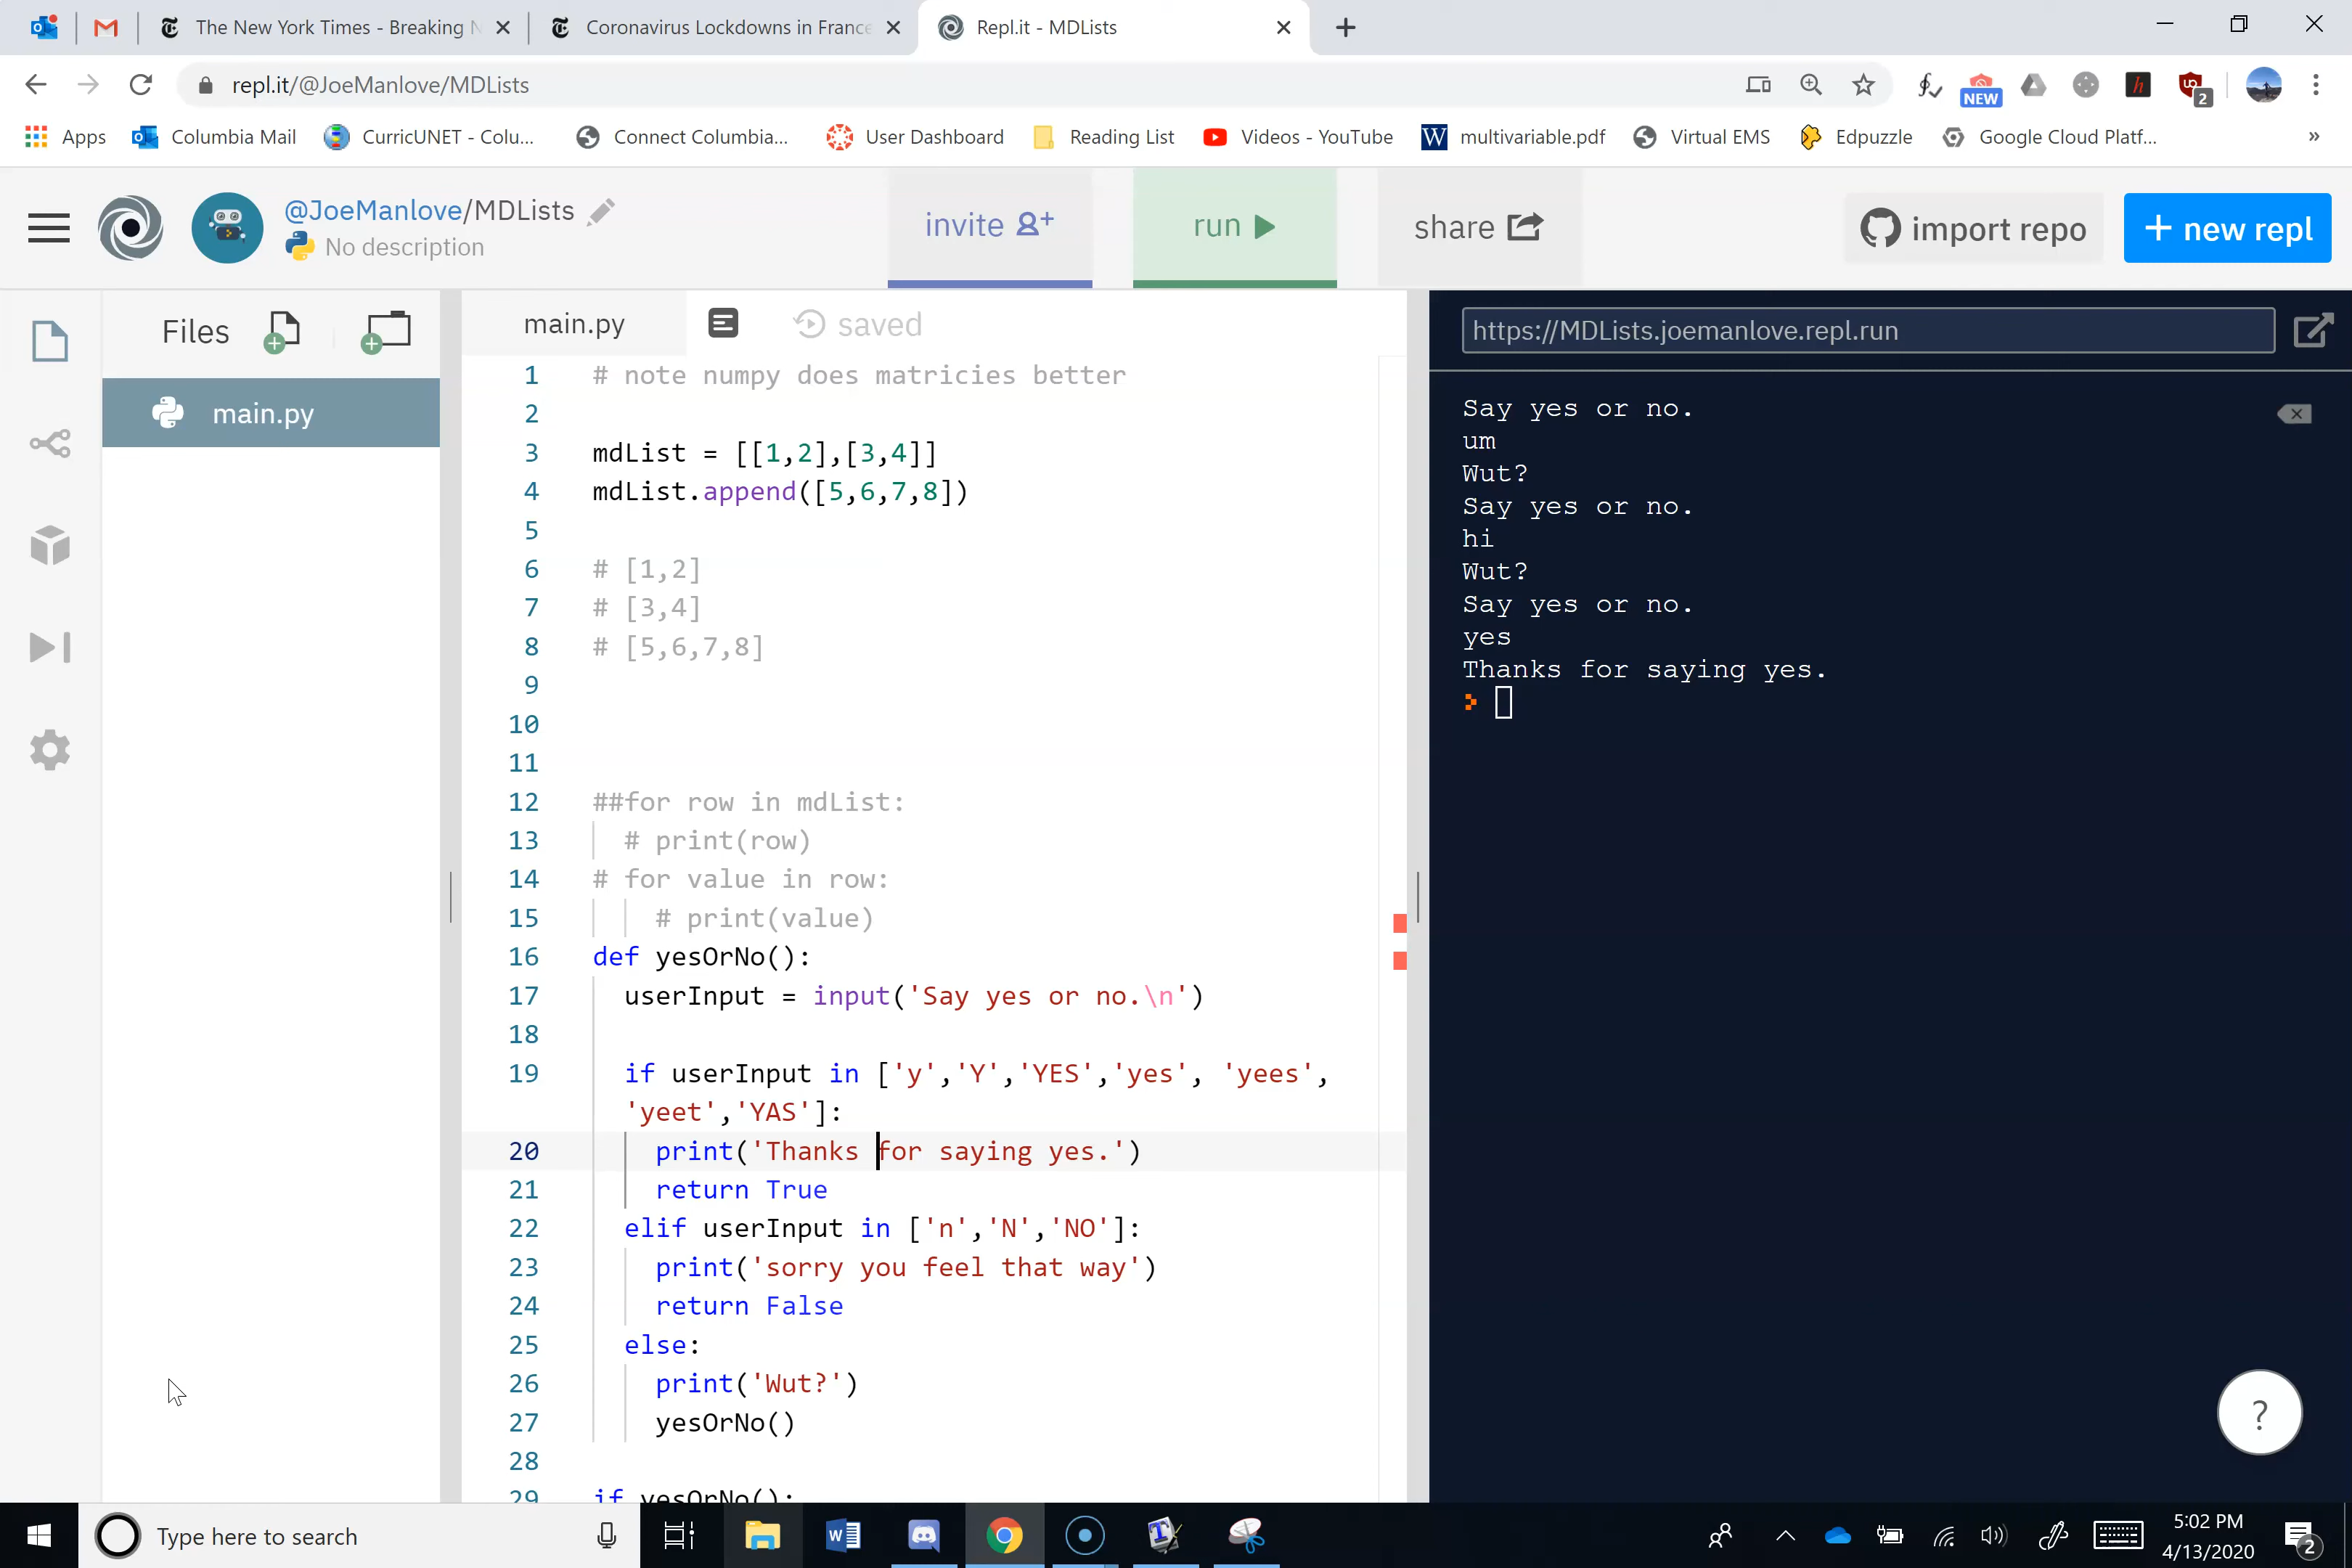 The New York Times - Breaking N
Coronavirus Lockdowns in France
Repl.it - MDLists
repl.it/@JoeManlove/MDLists
NEW
2
Apps
Columbia Mail
CurricUNET - Colu...
Connect Columbia...
User Dashboard
Reading List
Videos - YouTube
W
multivariable.pdf
Virtual EMS
Edpuzzle
Google Cloud Platf...
»
@JoeManlove/MDLists
No description
invite
run
share
import repo
+ new repl
Files
main.py
main.py
saved
1 # note numpy does matricies better
2
3 mdList = [[1,2],[3,4]]
4 mdList.append([5,6,7,8])
5
6 # [1,2]
7 # [3,4]
8 # [5,6,7,8]
9
10
11
12 ##for row in mdList:
13 # print(row)
14 # for value in row:
15 # print(value)
16 def yesOrNo():
17 userInput = input('Say yes or no.\n')
18
19 if userInput in ['y','Y','YES','yes', 'yees',
'yeet','YAS']:
20 print('Thanks for saying yes.')
21 return True
22 elif userInput in ['n','N','NO']:
23 print('sorry you feel that way')
24 return False
25 else:
26 print('Wut?')
27 yesOrNo()
28
29 if yesOrNo():
https://MDLists.joemanlove.repl.run
Say yes or no.
um
Wut?
Say yes or no.
hi
Wut?
Say yes or no.
yes
Thanks for saying yes.
?
Type here to search
5:02 PM
4/13/2020
2